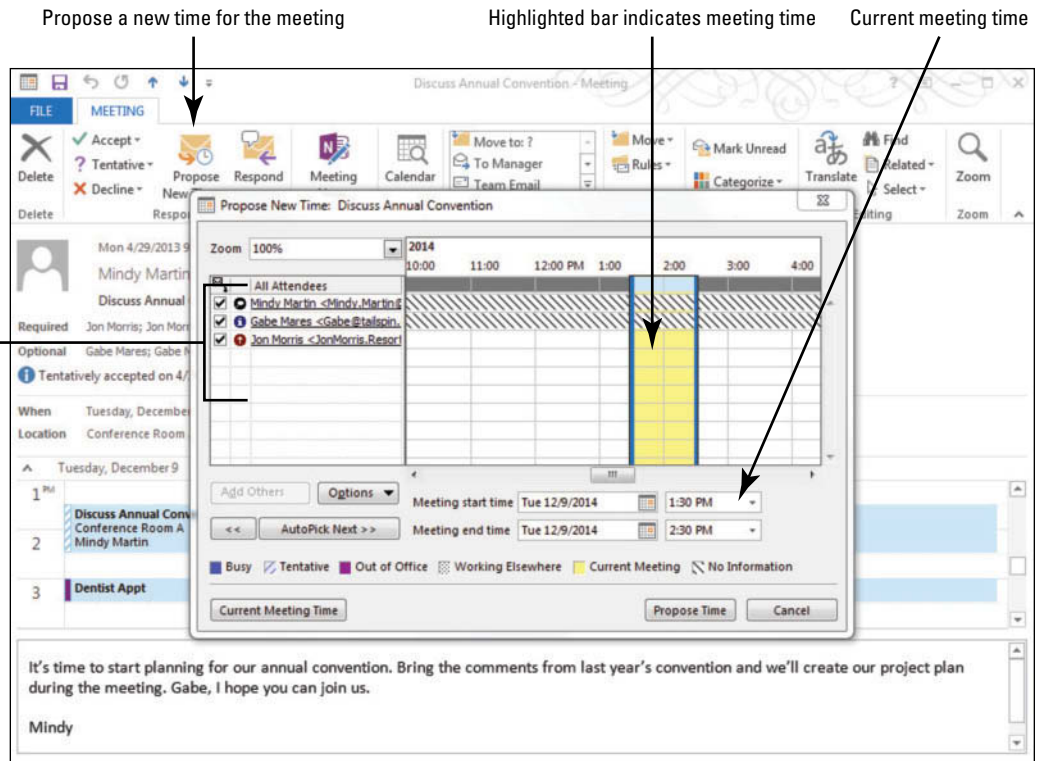 Propose a new time for the meeting
Highlighted bar indicates meeting time
Current meeting time
Discuss Annual Convention - Meeting
FILE
MEETING
Delete
Accept
Tentative
Decline
Propose
New
Respond
Meeting
Calendar
Move to: ?
To Manager
Team Email
Move
Rules
Mark Unread
Categorize
Translate
Find
Related
Select
Zoom
Delete
Respo
Editing
Zoom
Propose New Time: Discuss Annual Convention
Mon 4/29/2013 9
Mindy Martin
Discuss Annual
Required Jon Morris; Jon Morr
Optional Gabe Mares; Gabe M
Tentatively accepted on 4/
When Tuesday, December
Location Conference Room
Tuesday, December 9
1 PM
Discuss Annual Conv
Conference Room A
Mindy Martin
2
3
Dentist Appt
Zoom 100%
2014
10:00 11:00 12:00 PM 1:00 2:00 3:00 4:00
All Attendees
Mindy Martin <Mindy.Martin@
Gabe Mares <Gabe@tailspin.
Jon Morris <JonMorris.Resort
Add Others
Options
<<
AutoPick Next >>
Meeting start time Tue 12/9/2014 1:30 PM
Meeting end time Tue 12/9/2014 2:30 PM
Busy Tentative Out of Office Working Elsewhere Current Meeting No Information
Current Meeting Time
Propose Time
Cancel
It's time to start planning for our annual convention. Bring the comments from last year's convention and we'll create our project plan
during the meeting. Gabe, I hope you can join us.
Mindy